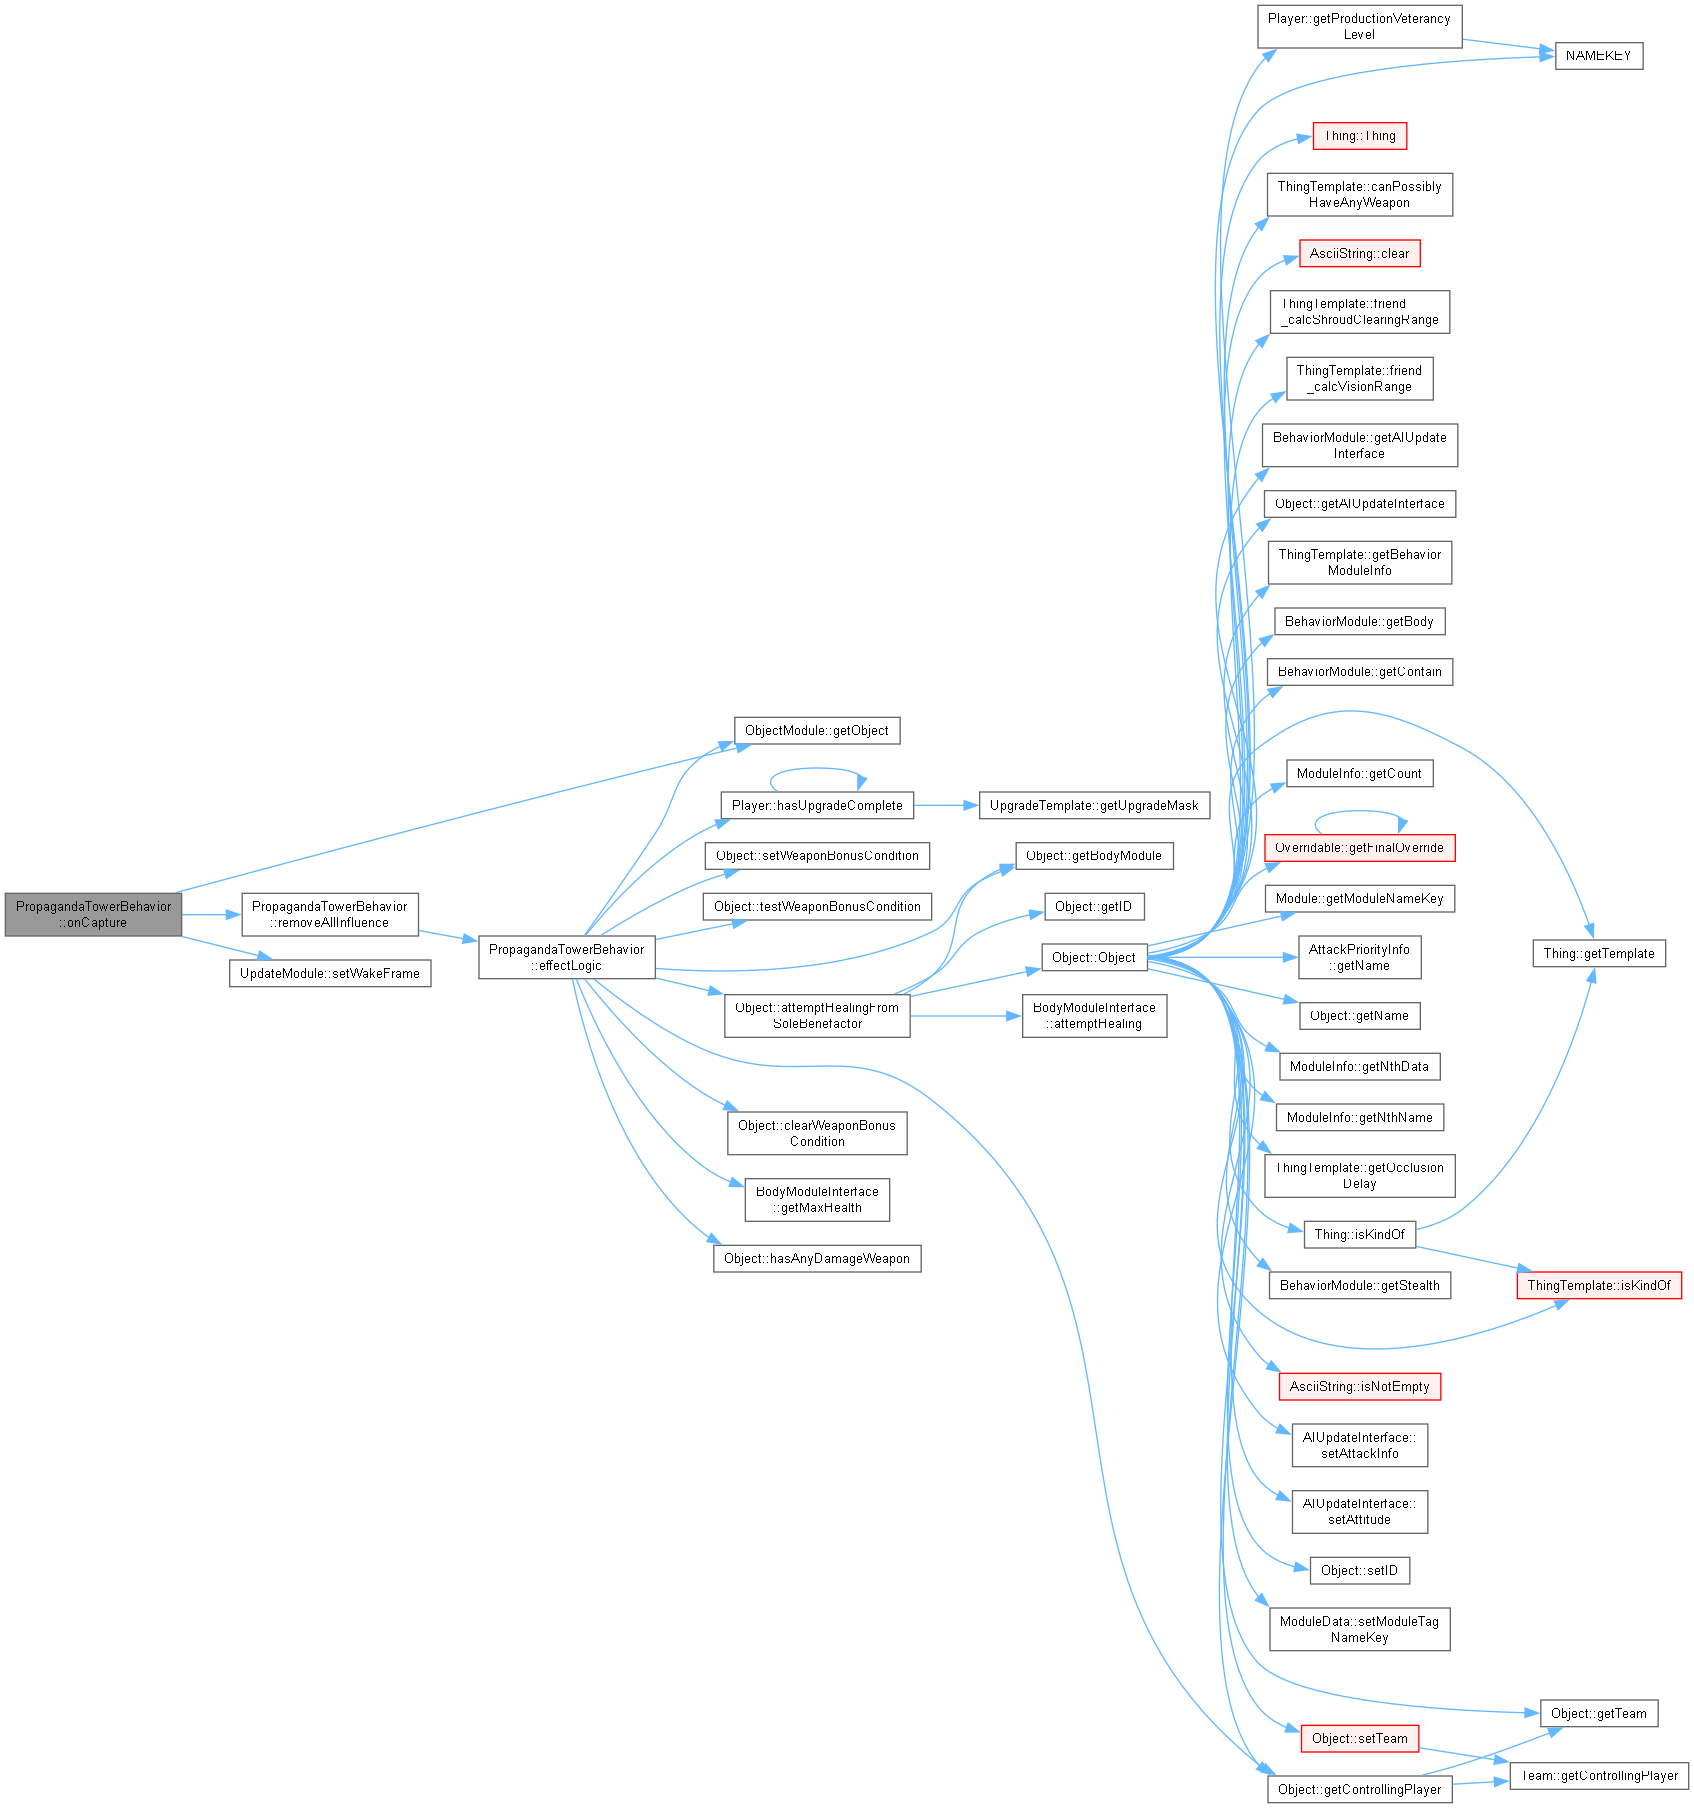 PropagandaTowerBehavior
::onCapture
PropagandaTowerBehavior
::removeAllInfluence
UpdateModule::setWakeFrame
PropagandaTowerBehavior
::effectLogic
ObjectModule::getObject
Player::hasUpgradeComplete
Object::setWeaponBonusCondition
Object::testWeaponBonusCondition
Object::attemptHealingFrom
SoleBenefactor
Object::clearWeaponBonus
Condition
BodyModuleInterface
::getMaxHealth
Object::hasAnyDamageWeapon
UpgradeTemplate::getUpgradeMask
Object::getBodyModule
Object::getID
Object::Object
BodyModuleInterface
::attemptHealing
Player::getProductionVeterancy
Level
Thing::Thing
ThingTemplate::canPossibly
HaveAnyWeapon
AsciiString::clear
ThingTemplate::friend
_calcShroudClearingRange
ThingTemplate::friend
_calcVisionRange
BehaviorModule::getAIUpdate
Interface
Object::getAIUpdateInterface
ThingTemplate::getBehavior
ModuleInfo
BehaviorModule::getBody
BehaviorModule::getContain
ModuleInfo::getCount
Overridable::getFinalOverride
Module::getModuleNameKey
AttackPriorityInfo
::getName
Object::getName
ModuleInfo::getNthData
ModuleInfo::getNthName
ThingTemplate::getOcclusion
Delay
Thing::isKindOf
BehaviorModule::getStealth
AsciiString::isNotEmpty
AIUpdateInterface::
setAttackInfo
AIUpdateInterface::
setAttitude
Object::setID
ModuleData::setModuleTag
NameKey
Object::setTeam
Object::getControllingPlayer
NAMEKEY
Thing::getTemplate
ThingTemplate::isKindOf
Object::getTeam
Team::getControllingPlayer